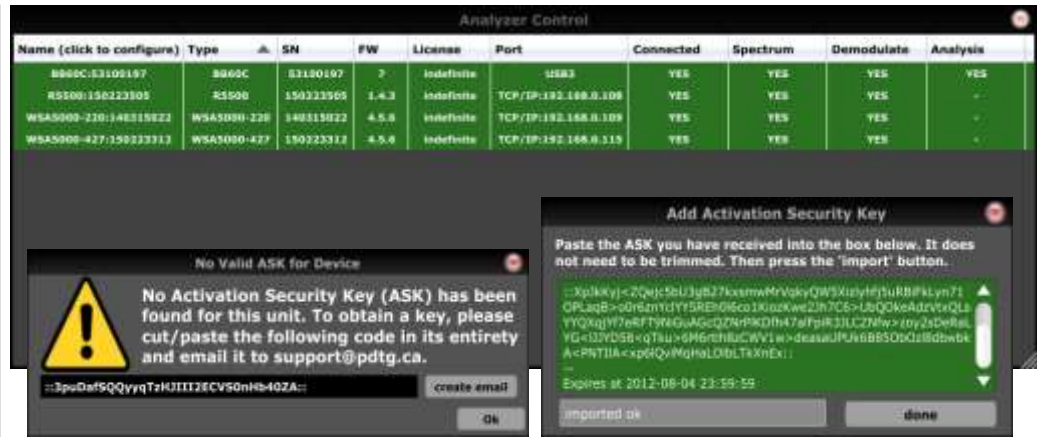 Analyzer Control
Name (click to configure) Type SN FW License Port Connected Spectrum Demodulate Analysis
BB60C:53100197 BB60C 53100197 ? indefinite USB3 YES YES YES YES
R5500:150223505 R5500 150223505 1.4.3 indefinite TCP/IP:192.168.0.108 YES YES YES -
WSA5000-220:140315022 WSA5000-220 140315022 4.5.6 indefinite TCP/IP:192.168.0.109 YES YES YES -
WSA5000-427:150223313 WSA5000-427 150223313 4.5.6 indefinite TCP/IP:192.168.0.115 YES YES YES -
No Valid ASK for Device
No Activation Security Key (ASK) has been
found for this unit. To obtain a key, please
cut/paste the following code in its entirety
and email it to support@pdtg.ca.
create email
Ok
Add Activation Security Key
Paste the ASK you have received into the box below. It does
not need to be trimmed. Then press the 'import' button.
--
Expires at 2012-08-04 23:59:59
imported ok
done